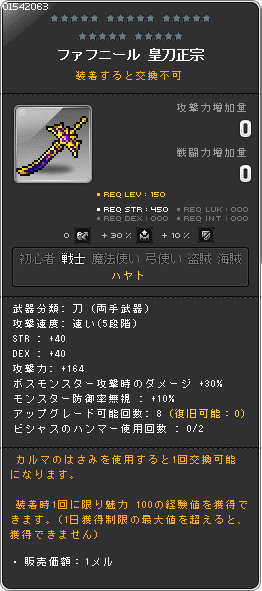 01542063
ファフニール 皇刀正宗
装着すると交換不可
攻撃力増加量
0
戦闘力増加量
0
REQ LEV : 150
REQ STR : 450 REQ LUK : 000
REQ DEX : 000 REQ INT : 000
0 +30% +10%
初心者 戦士 魔法使い 弓使い 盗賊 海賊
ハヤト
武器分類: 刀 (両手武器)
攻撃速度: 速い(5段階)
STR : +40
DEX : +40
攻撃力: +164
ボスモンスター攻撃時のダメージ +30%
モンスター防御率無視 : +10%
アップグレード可能回数: 8 (復旧可能 : 0)
ビシャスのハンマー使用回数 : 0/2
カルマのはさみを使用すると1回交換可能
になります。
装着時1回に限り魅力 100の経験値を獲得で
きます。(1日獲得制限の最大値を超えると、
獲得できません)
・販売価額 : 1メル